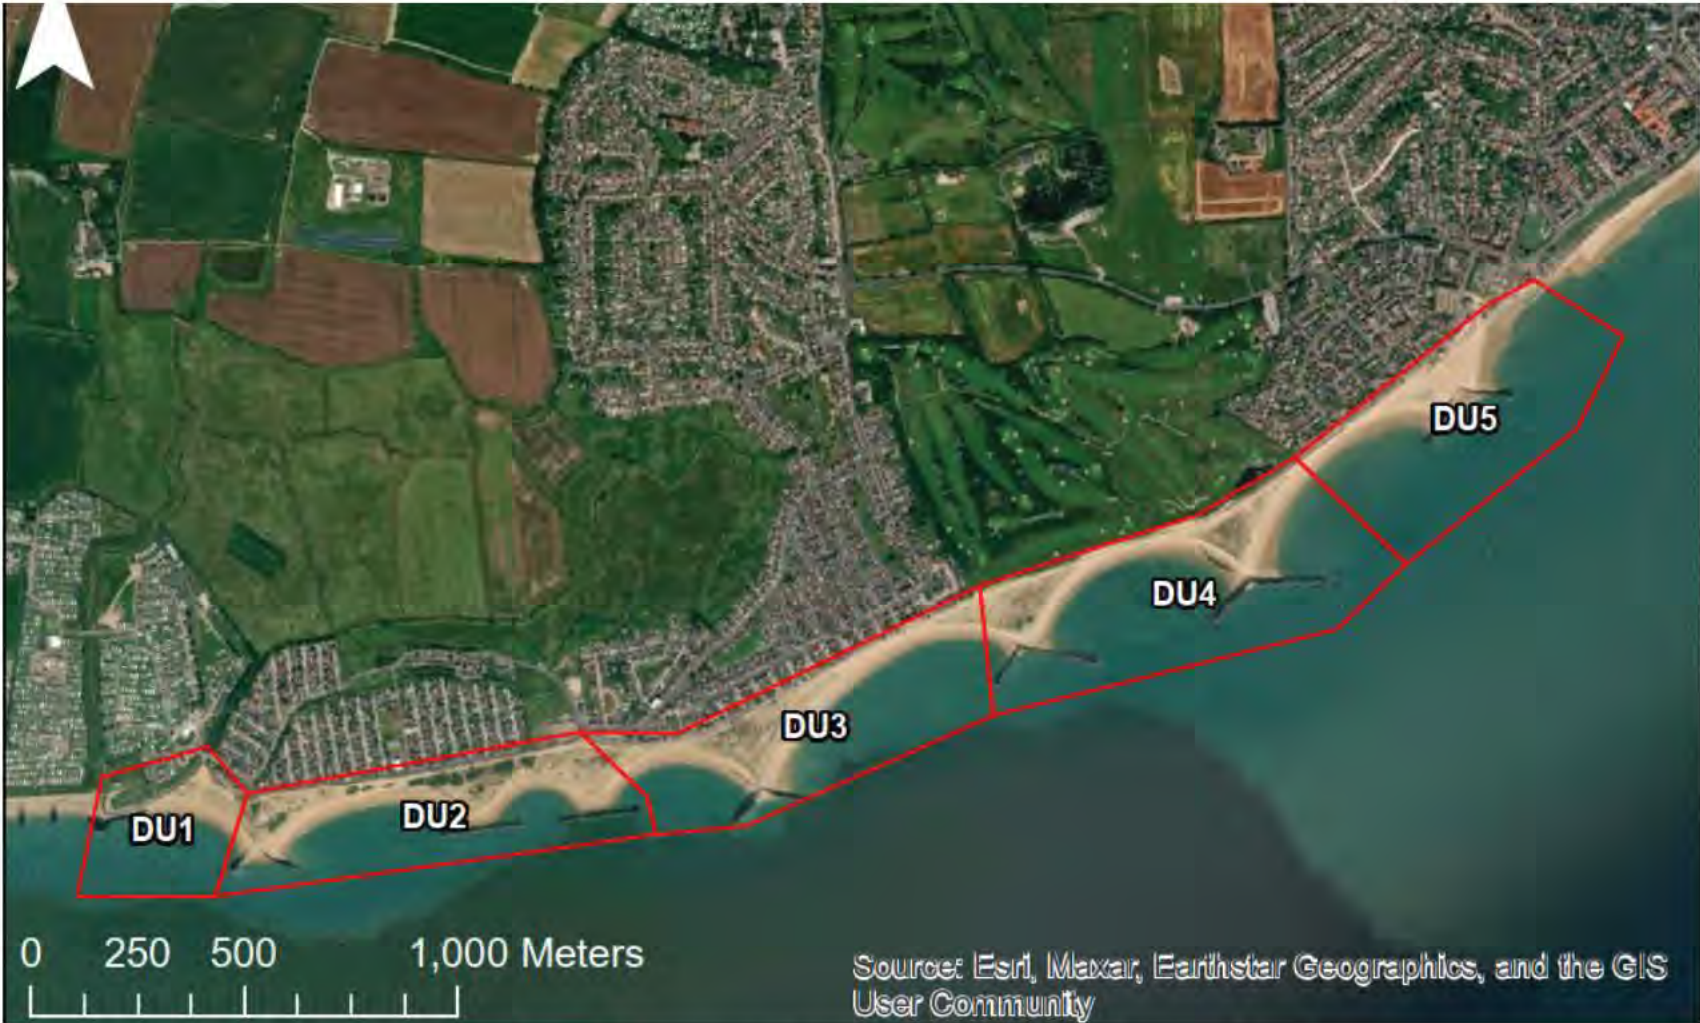 DU5
DU4
DU3
DU2
DU1
0 250 500 1,000 Meters
Source: Esri, Maxar, Earthstar Geographics, and the GIS
User Community